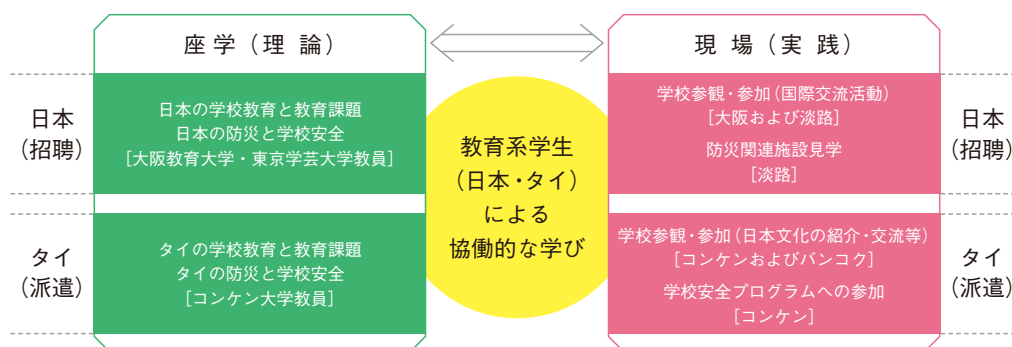 座学（理論）
現場（実践）
日本
（招聘）
日本の学校教育と教育課題
日本の防災と学校安全
[大阪教育大学・東京学芸大学教員]
教育系学生
（日本・タイ）
による
協働的な学び
学校参観・参加（国際交流活動）
[大阪および淡路]
防災関連施設見学
[淡路]
日本
（招聘）
タイ
（派遣）
タイの学校教育と教育課題
タイの防災と学校安全
[コンケン大学教員]
学校参観・参加（日本文化の紹介・交流等）
[コンケンおよびバンコク]
学校安全プログラムへの参加
[コンケン]
タイ
（派遣）